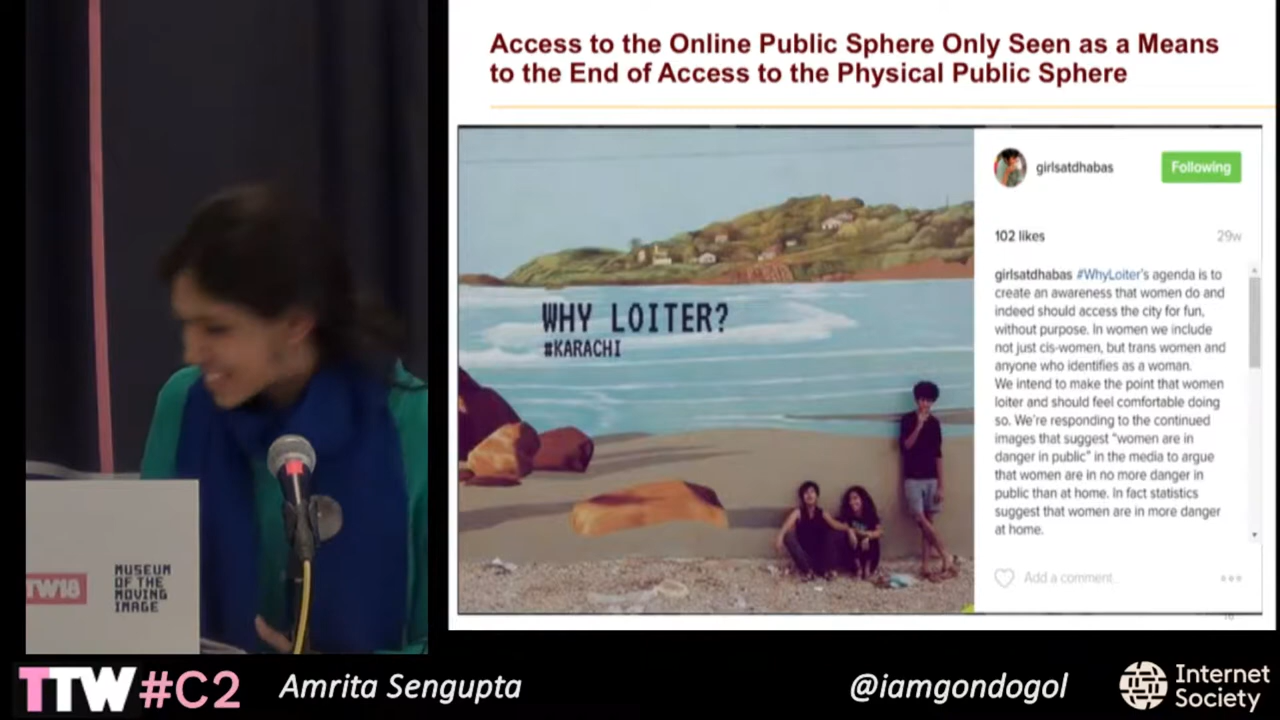 Access to the Online Public Sphere Only Seen as a Means
to the End of Access to the Physical Public Sphere
WHY LOITER?
#KARACHI
girlsatdhabas
Following
102 likes
29w
girlsatdhabas #WhyLoiter's agenda is to
create an awareness that women do and
indeed should access the city for fun,
without purpose. In women we include
not just cis-women, but trans women and
anyone who identifies as a woman.
We intend to make the point that women
loiter and should feel comfortable doing
so. We're responding to the continued
images that suggest "women are in
danger in public" in the media to argue
that women are in no more danger in
public than at home. In fact statistics
suggest that women are in more danger
at home.
Add a comment
TW18
MUSEUM
OF THE
MOVING
IMAGE
TTW #C2
Amrita Sengupta
@iamgondogol
Internet
Society